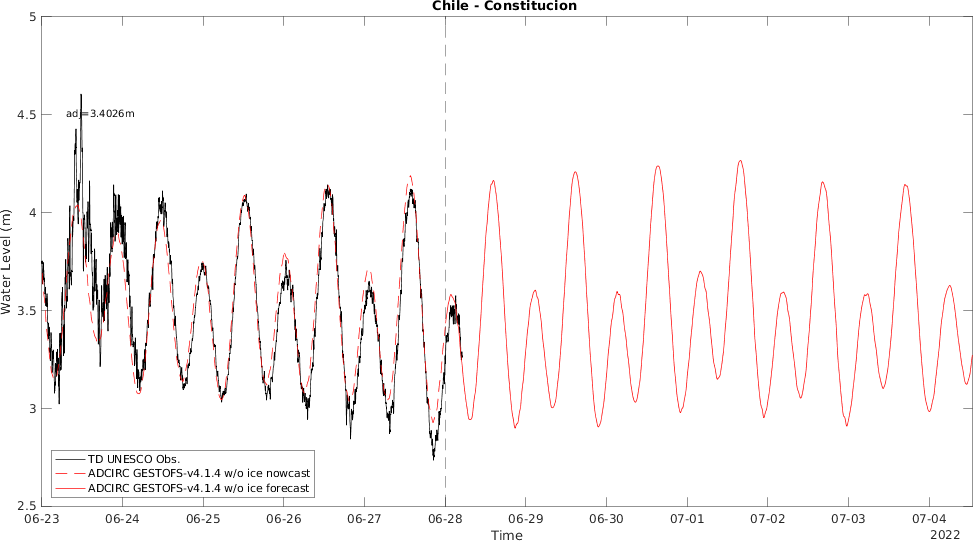 Chile - Constitucion
5
4.5
4
3.5
3
2.5
Water Level (m)
adj=3.4026m
TD UNESCO Obs.
ADCIRC GESTOFS-v4.1.4 w/o ice nowcast
ADCIRC GESTOFS-v4.1.4 w/o ice forecast
06-23 06-24 06-25 06-26 06-27 06-28 06-29 06-30 07-01 07-02 07-03 07-04
Time
2022